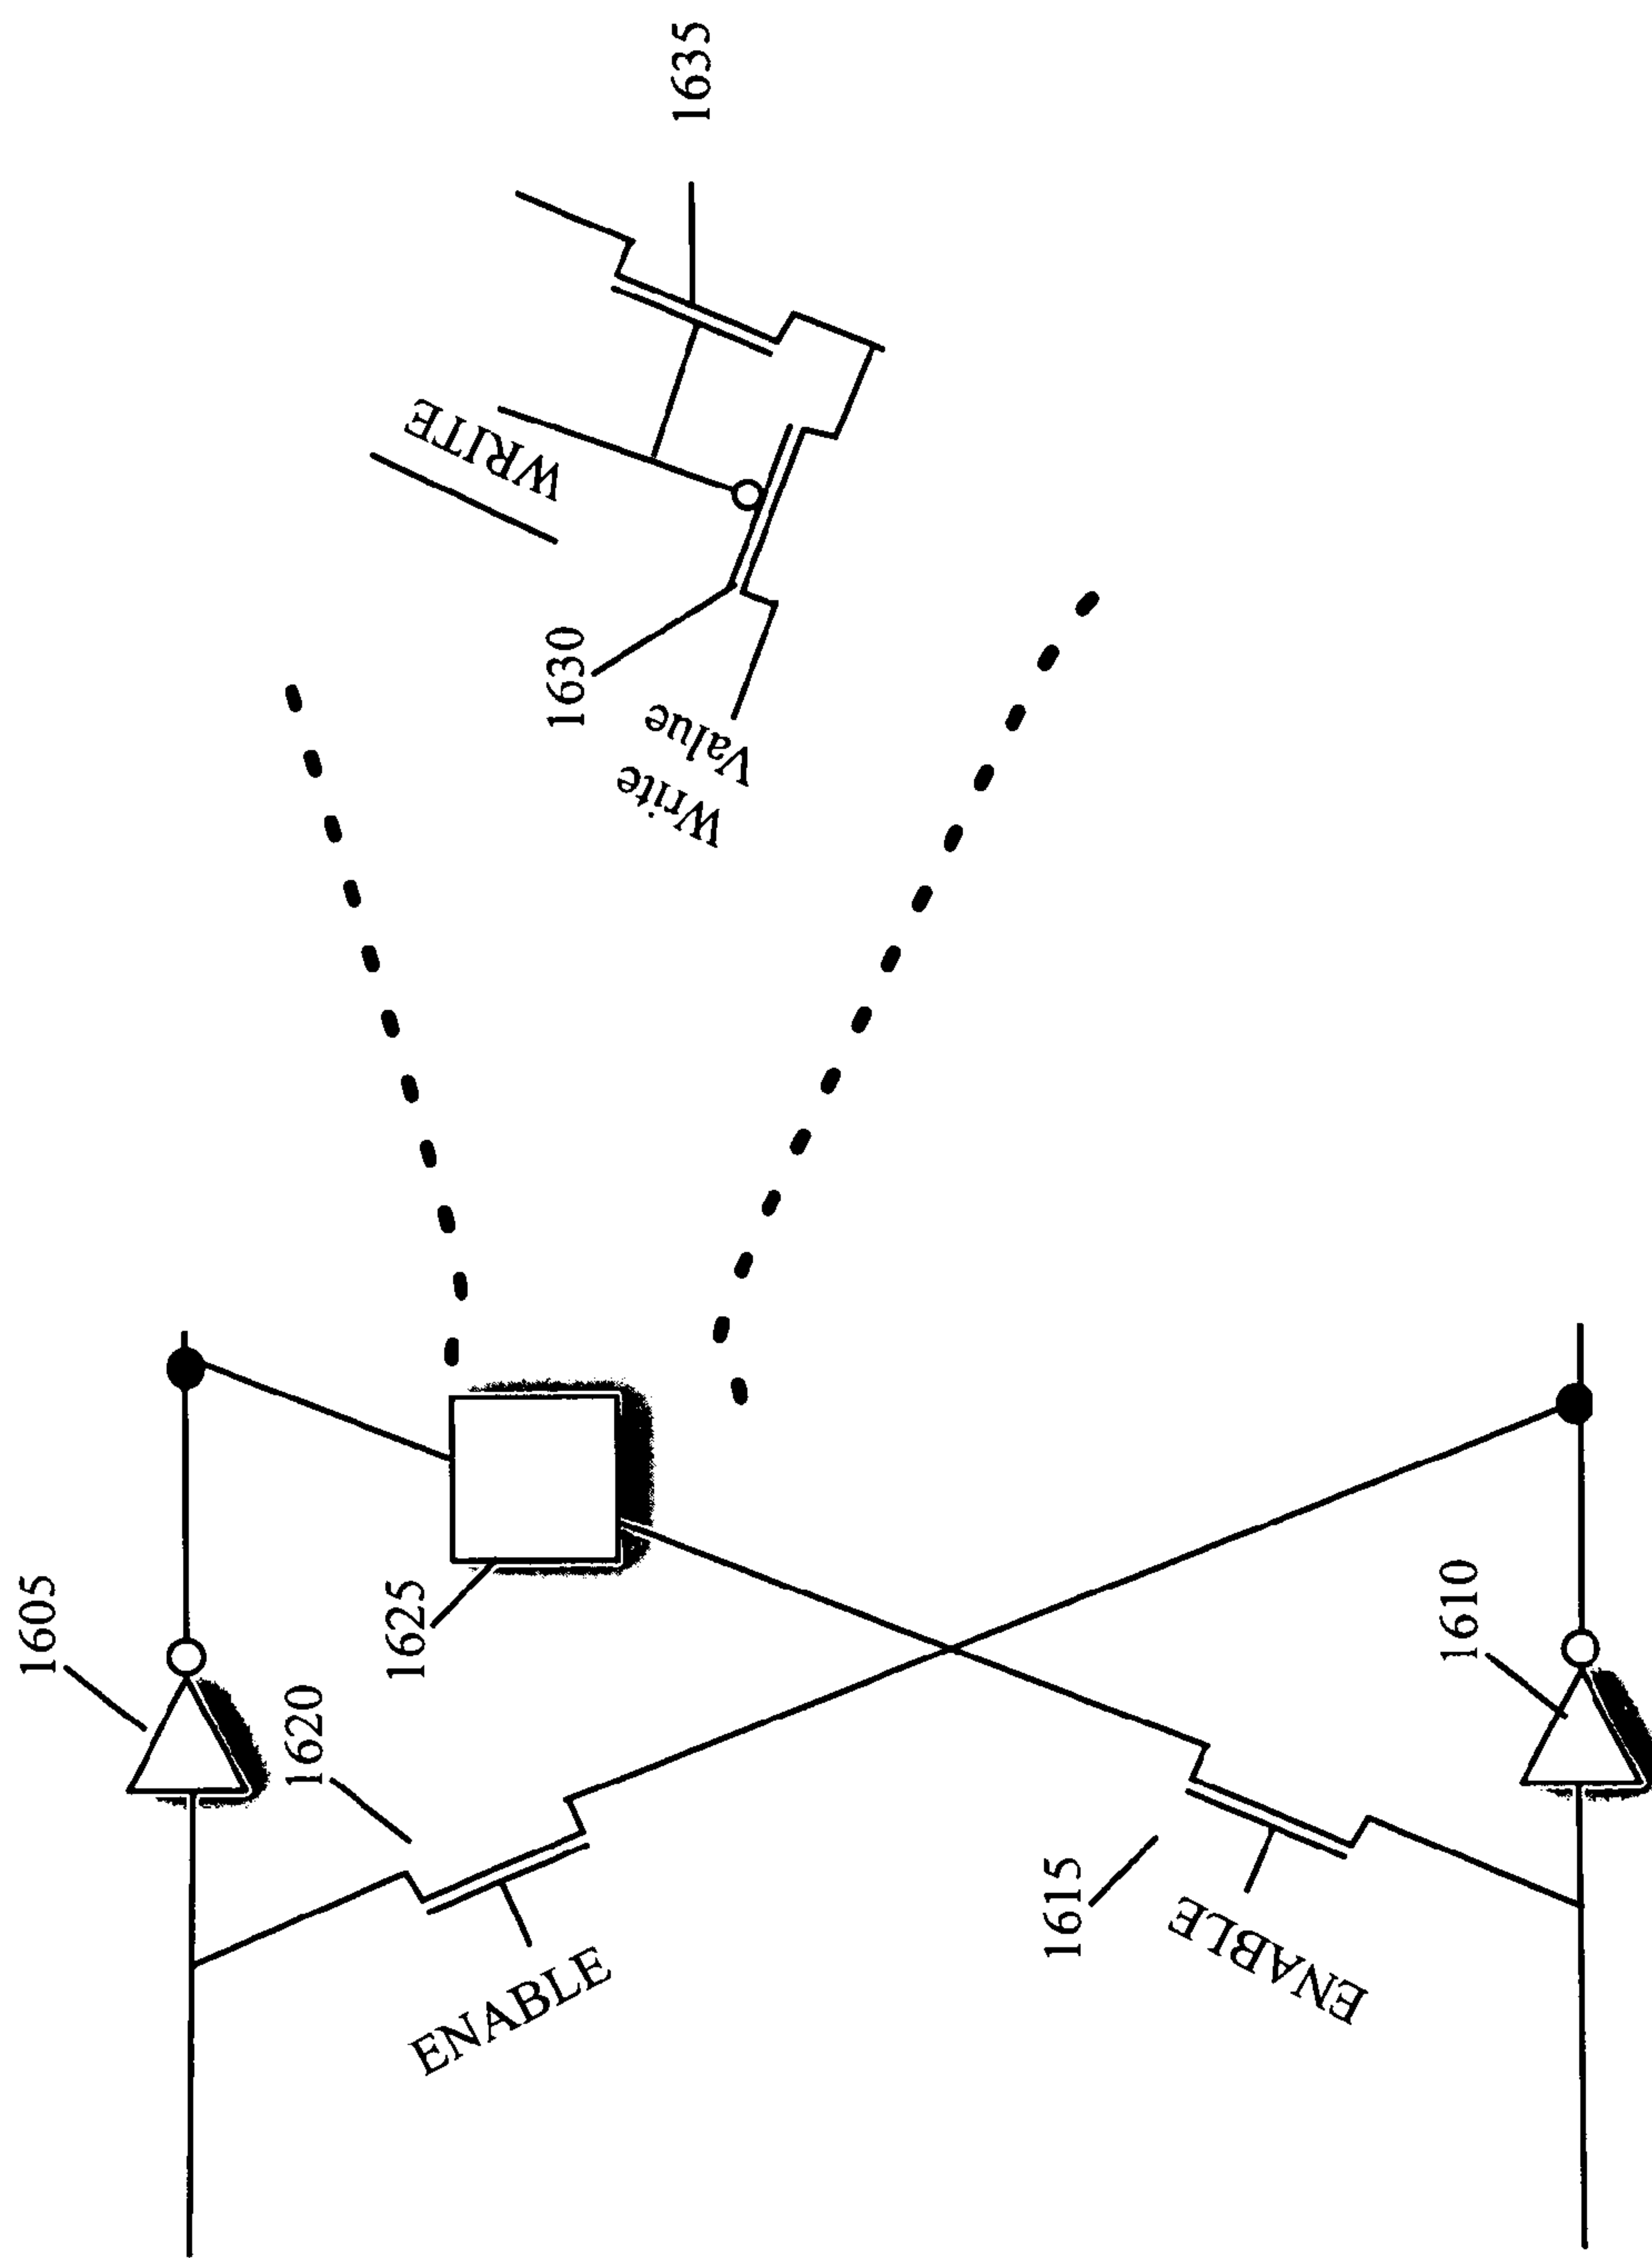 1605
1620
1625
WRITE
ENABLE
1630
Write
Value
1635
1615
ENABLE
1610